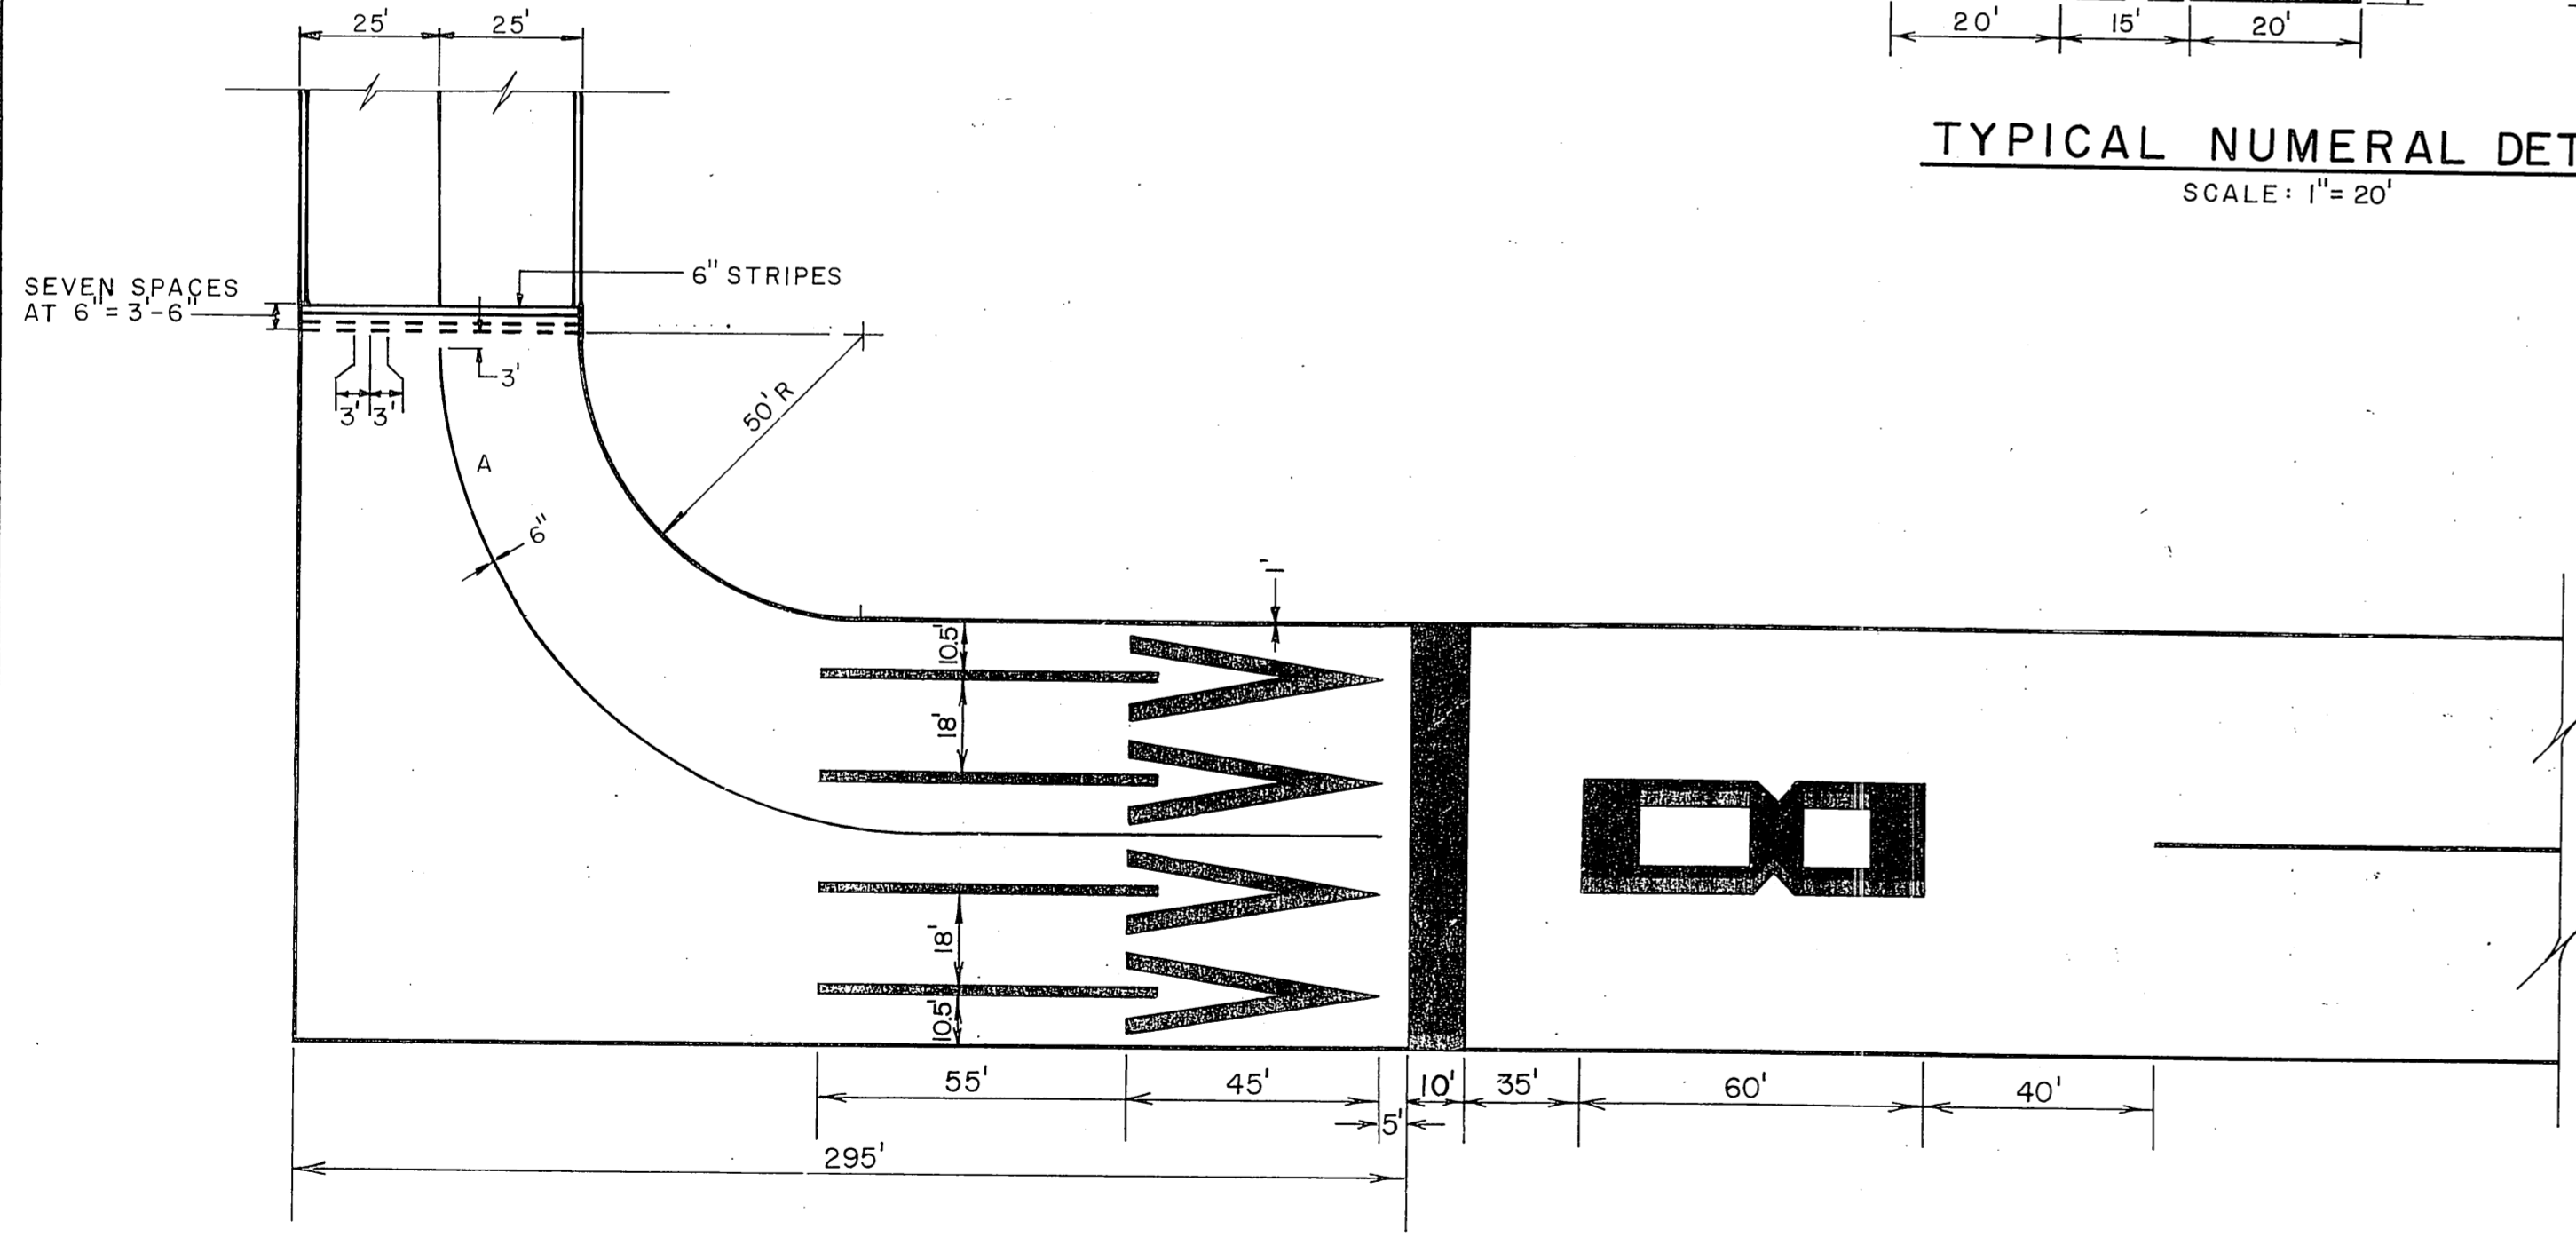 25' 25'
20' 15' 20'
TYPICAL NUMERAL DET
SCALE: 1"= 20'
6" STRIPES
SEVEN SPACES
AT 6"= 3'-6"
3'
3' 3'
50' R
A
6"
1'
10.5'
18'
8
18'
10.5'
55' 45' 10' 35' 60' 40'
5'
295'